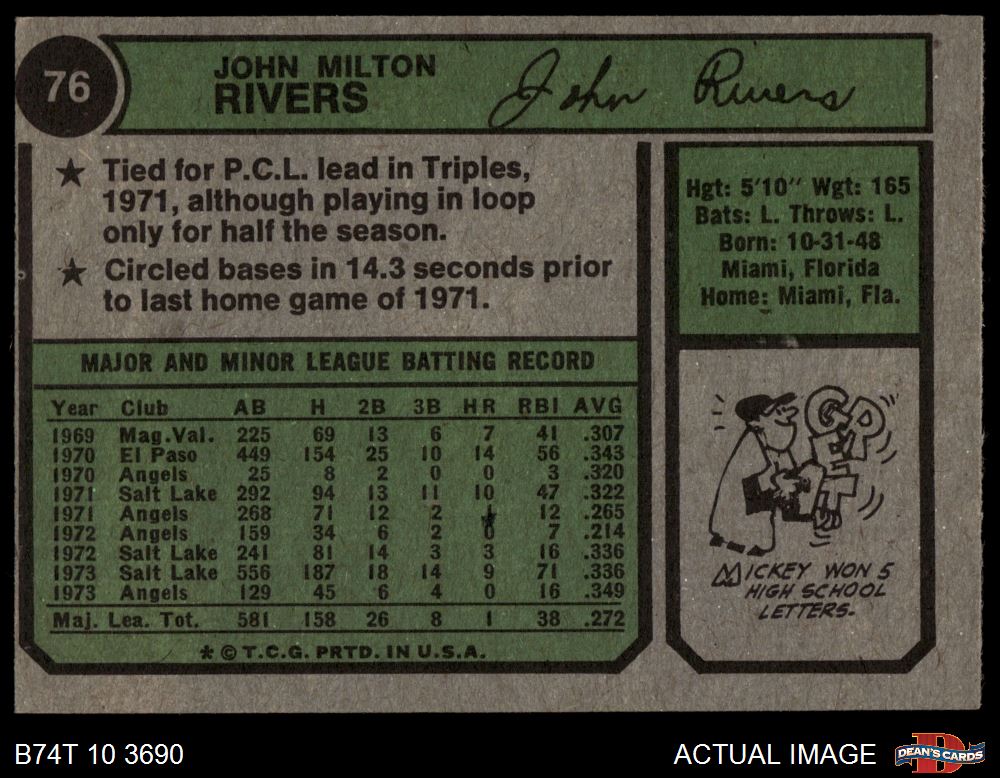 76
JOHN MILTON
RIVERS
John Rivers
★ Tied for P.C.L. lead in Triples,
1971, although playing in loop
only for half the season.
★ Circled bases in 14.3 seconds prior
to last home game of 1971.
Hgt: 5'10" Wgt: 165
Bats: L. Throws: L.
Born: 10-31-48
Miami, Florida
Home: Miami, Fla.
MAJOR AND MINOR LEAGUE BATTING RECORD
Year Club AB H 2B 3B HR RBI AVG
1969 Mag.Val. 225 69 13 6 7 41 .307
1970 El Paso 449 154 25 10 14 56 .343
1970 Angels 25 8 2 0 0 3 .320
1971 Salt Lake 292 94 13 11 10 47 .322
1971 Angels 268 71 12 2 1 12 .265
1972 Angels 159 34 6 2 0 7 .214
1972 Salt Lake 241 81 14 3 3 16 .336
1973 Salt Lake 556 187 18 14 9 71 .336
1973 Angels 129 45 6 4 0 16 .349
Maj. Lea. Tot. 581 158 26 8 1 38 .272
* © T.C.G. PRTD. IN U.S.A.
MICKEY WON 5
HIGH SCHOOL
LETTERS.
B74T 10 3690
ACTUAL IMAGE
DEAN'S CARDS